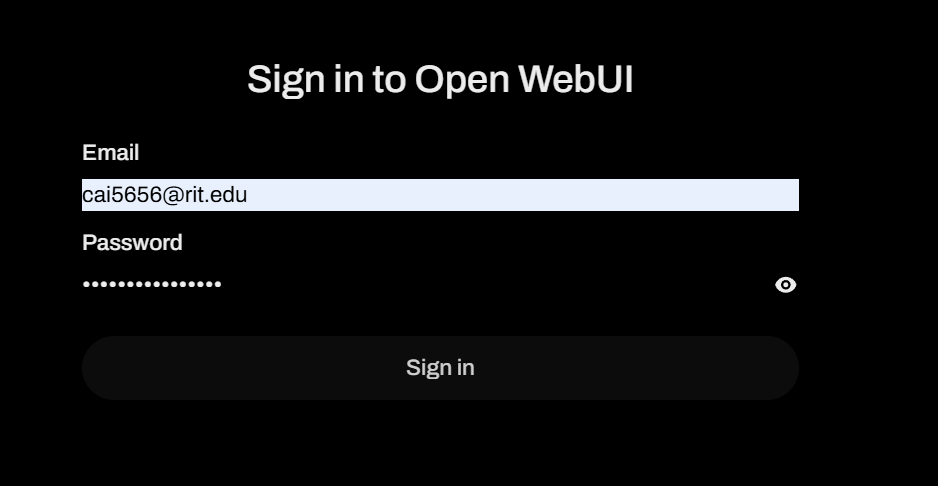 Sign in to Open WebUI
Email
cai5656@rit.edu
Password
••••••••••••••••
Sign in